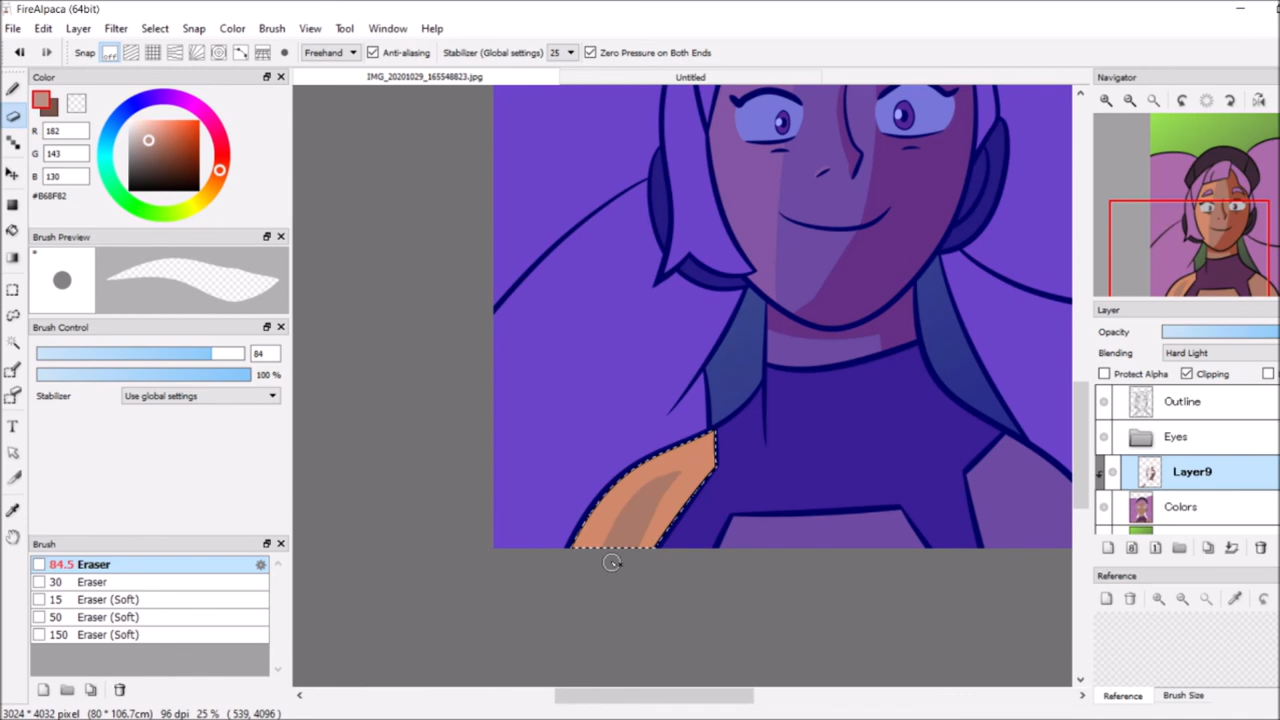 FireAlpaca (64bit)
File Edit Layer Filter Select Snap Color Brush View Tool Window Help
Snap off Freehand Anti-aliasing Stabilizer (Global settings) 25 Zero Pressure on Both Ends
Color
IMG_20201029_165548823.jpg Untitled
Navigator
R 182
G 143
B 130
#B68F82
Brush Preview
Brush Control
84
100 %
Stabilizer Use global settings
Layer
Opacity
Blending Hard Light
Protect Alpha Clipping
Outline
Eyes
Layer9
Colors
Brush
84.5 Eraser
30 Eraser
15 Eraser (Soft)
50 Eraser (Soft)
150 Eraser (Soft)
Reference
Reference Brush Size
3024 * 4032 pixel (80 * 106.7cm) 96 dpi 25 % ( 539, 4096 )